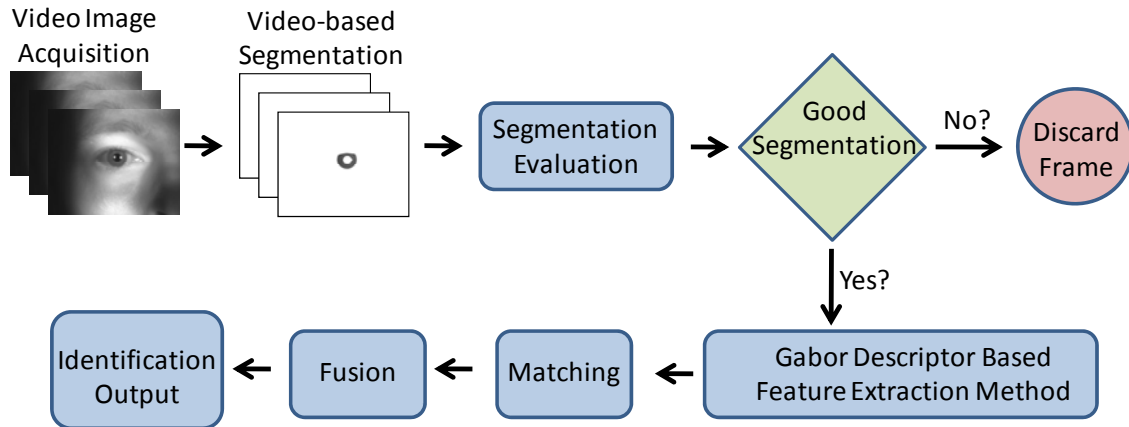 Video Image
Acquisition
Video-based
Segmentation
Segmentation
Evaluation
Good
Segmentation
No?
Discard
Frame
Yes?
Gabor Descriptor Based
Feature Extraction Method
Matching
Fusion
Identification
Output